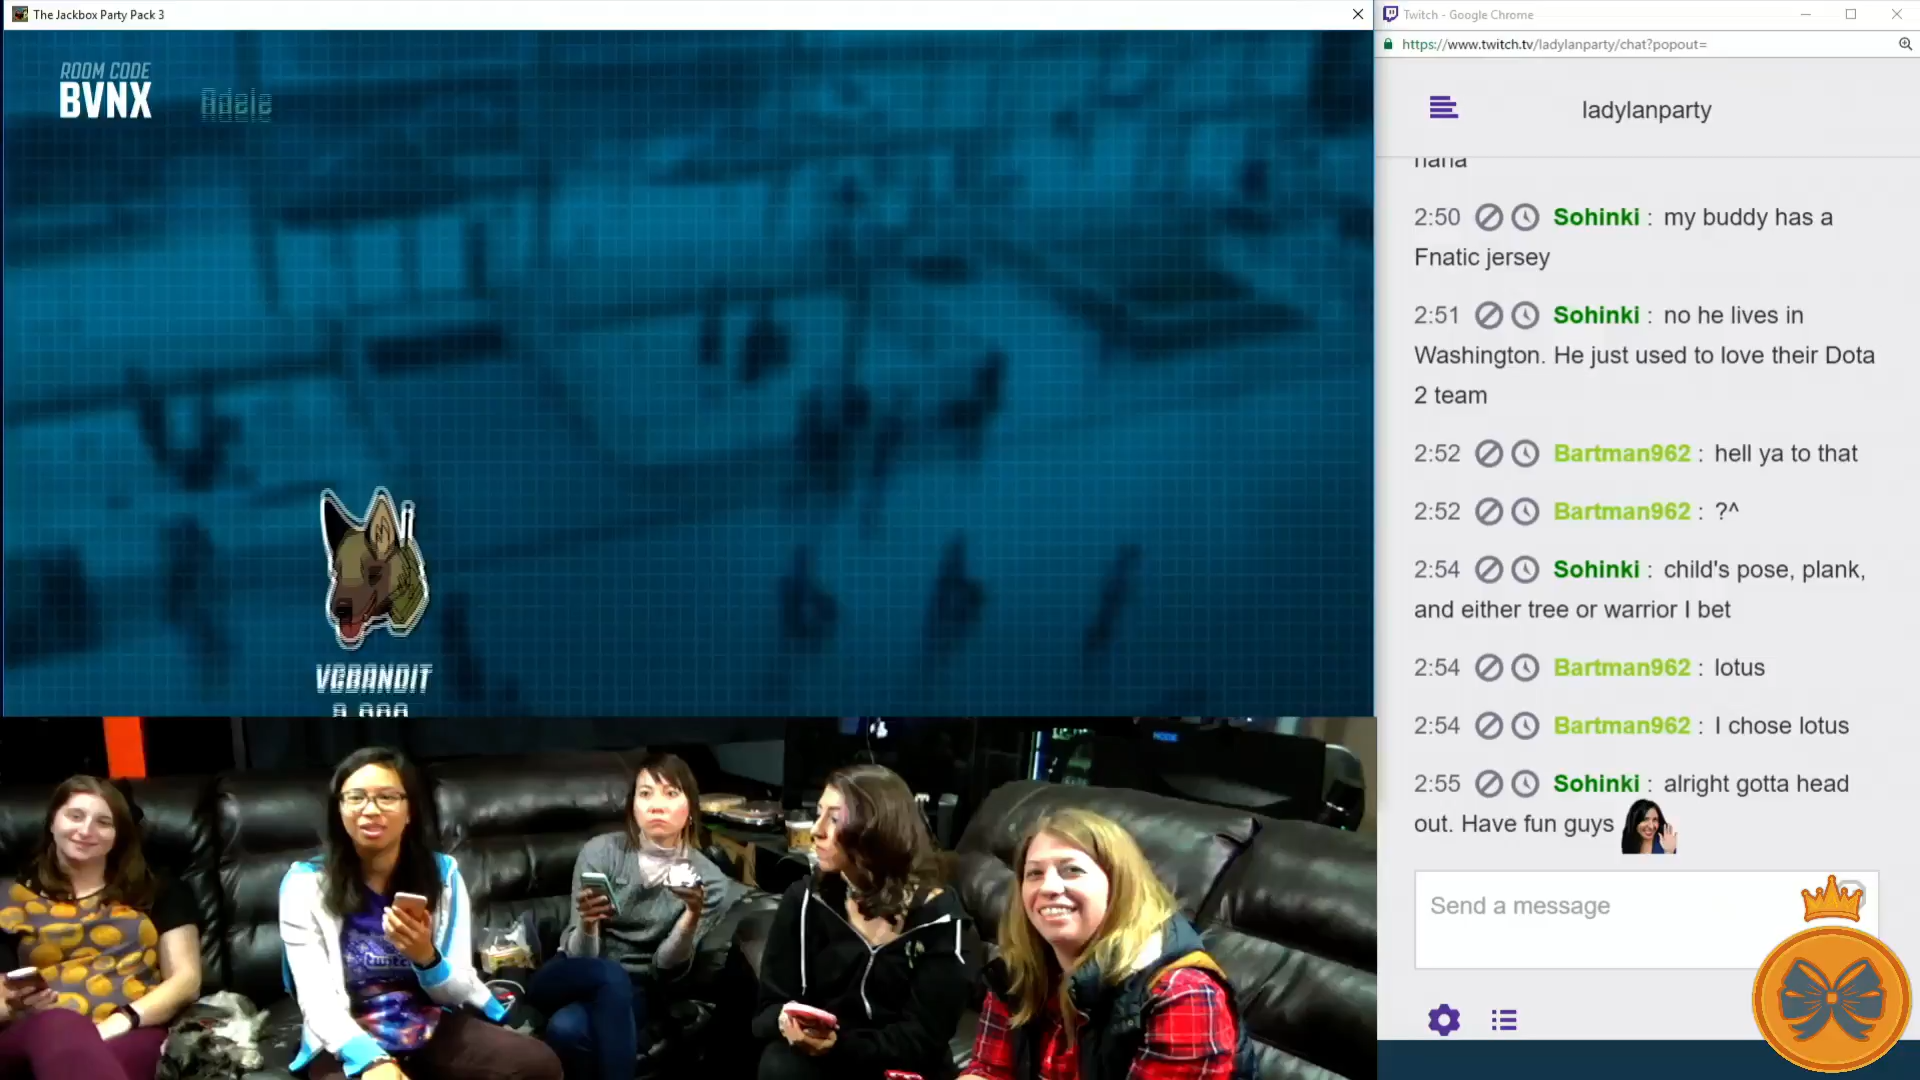 The Jackbox Party Pack 3
ROOM CODE
BVNX
Adele
VGBANDIT
Twitch - Google Chrome
https://www.twitch.tv/ladylanparty/chat?popout=
ladylanparty
2:50 Sohinki : my buddy has a
Fnatic jersey
2:51 Sohinki : no he lives in
Washington. He just used to love their Dota
2 team
2:52 Bartman962 : hell ya to that
2:52 Bartman962 : ?^
2:54 Sohinki : child's pose, plank,
and either tree or warrior I bet
2:54 Bartman962 : lotus
2:54 Bartman962 : I chose lotus
2:55 Sohinki : alright gotta head
out. Have fun guys
Send a message